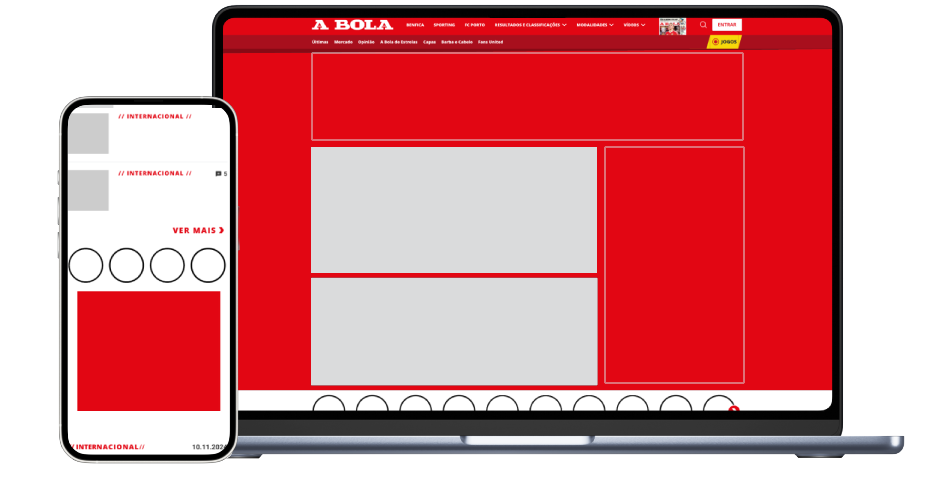 A BOLA BENFICA SPORTING FC PORTO RESULTADOS E CLASSIFICAÇÕES MODALIDADES VÍDEOS ENTRAR
Últimas Mercado Opinião A Bola de Estrelas Capas Barba e Cabelo Fans United JOGOS
// INTERNACIONAL //
// INTERNACIONAL // 5
VER MAIS
/ INTERNACIONAL// 10.11.2024